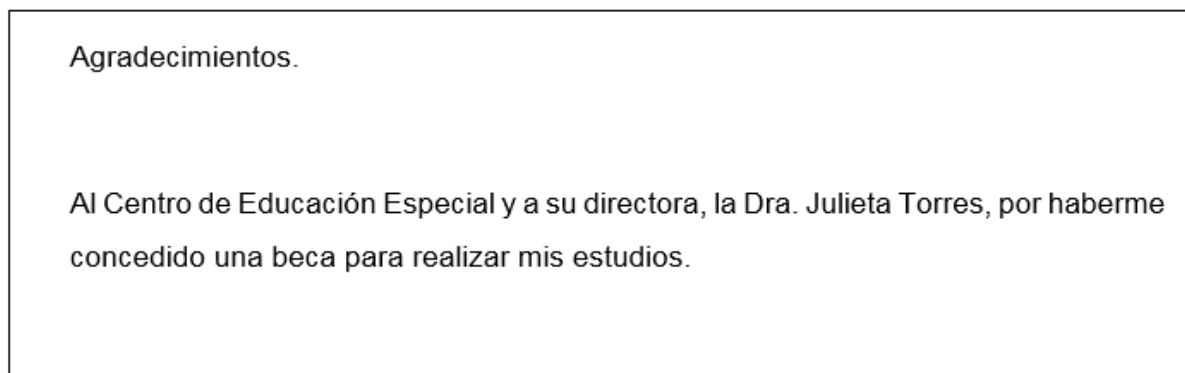 Agradecimientos.
Al Centro de Educación Especial y a su directora, la Dra. Julieta Torres, por haberme
concedido una beca para realizar mis estudios.